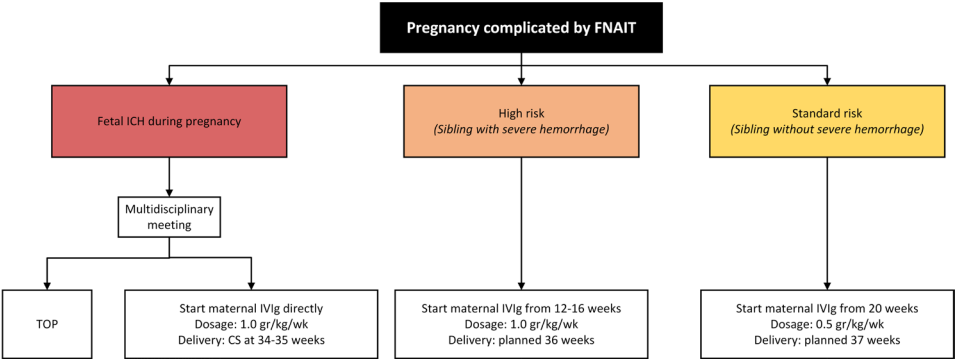 Pregnancy complicated by FNAIT
Fetal ICH during pregnancy
High risk
(Sibling with severe hemorrhage)
Standard risk
(Sibling without severe hemorrhage)
Multidisciplinary
meeting
TOP
Start maternal IVIg directly
Dosage: 1.0 gr/kg/wk
Delivery: CS at 34-35 weeks
Start maternal IVIg from 12-16 weeks
Dosage: 1.0 gr/kg/wk
Delivery: planned 36 weeks
Start maternal IVIg from 20 weeks
Dosage: 0.5 gr/kg/wk
Delivery: planned 37 weeks